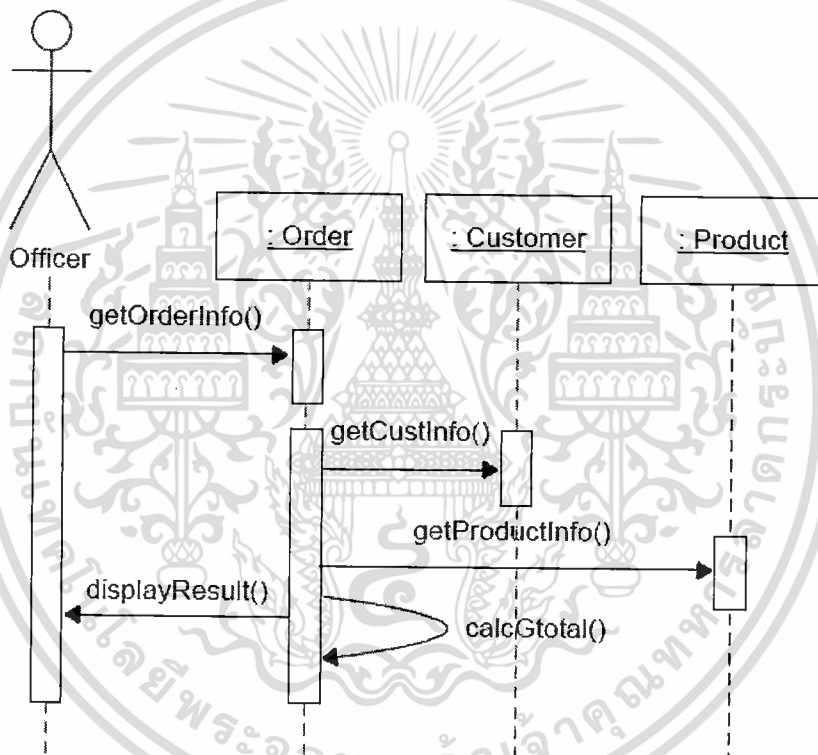 Officer
: Order
: Customer
: Product
getOrderInfo()
getCustInfo()
getProductInfo()
displayResult()
calcGtotal()